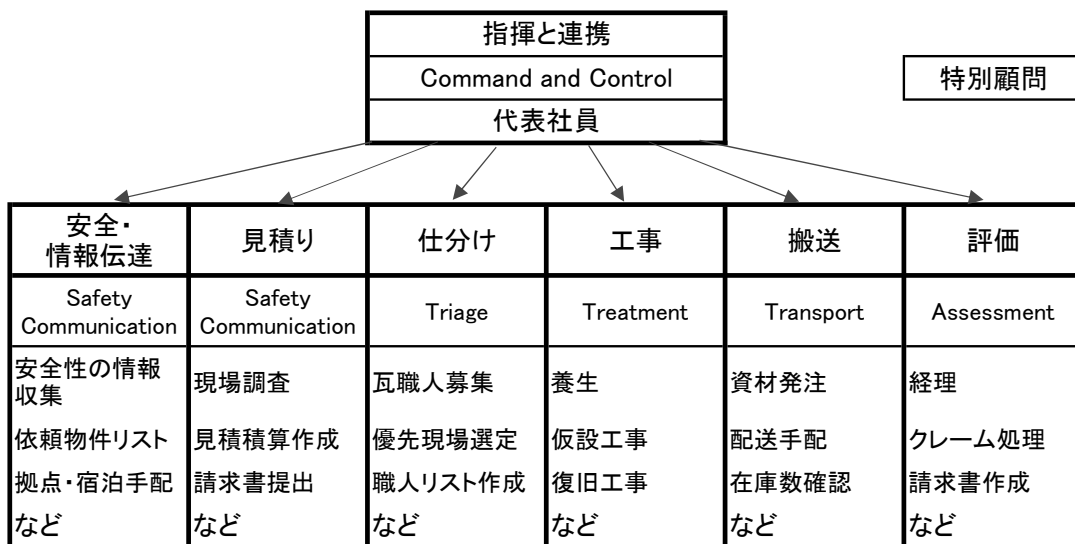 指揮と連携
Command and Control
特別顧問
代表社員
安全・
情報伝達
見積り
仕分け
工事
搬送
評価
Safety
Communication
Safety
Communication
Triage
Treatment
Transport
Assessment
安全性の情報
収集
現場調査
瓦職人募集
養生
資材発注
経理
依頼物件リスト
見積積算作成
優先現場選定
仮設工事
配送手配
クレーム処理
拠点・宿泊手配
請求書提出
職人リスト作成
復旧工事
在庫数確認
請求書作成
など
など
など
など
など
など